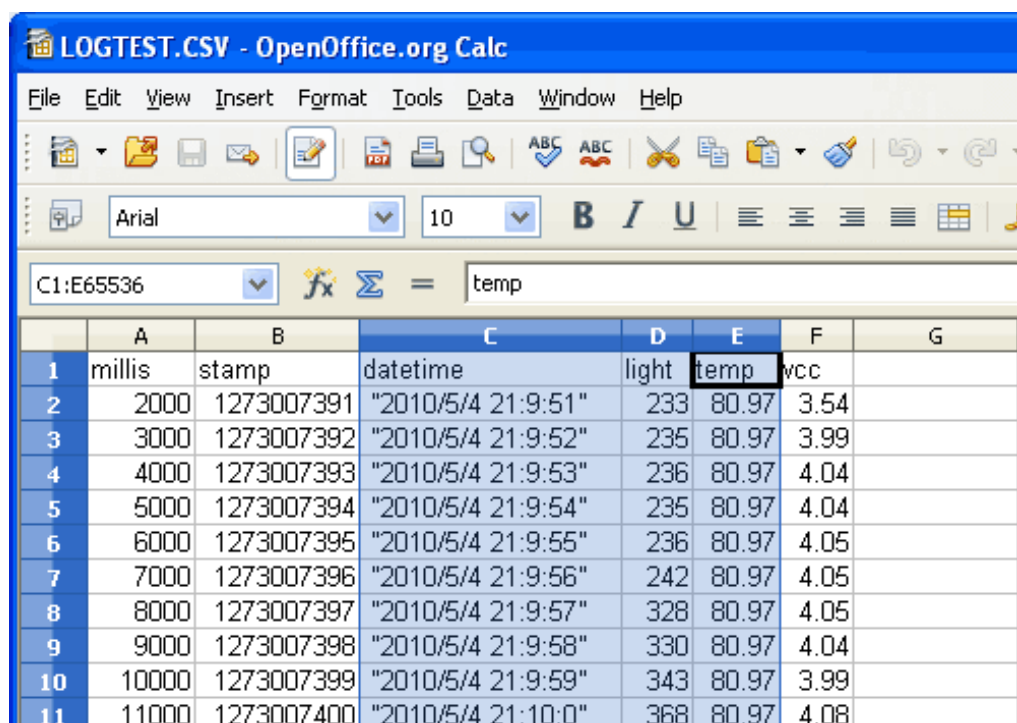 LOGTEST.CSV - OpenOffice.org Calc
File Edit View Insert Format Tools Data Window Help
PDF ABC ABC
Arial 10 B I U
C1:E65536 fx Σ = temp
A B C D E F G
1 millis stamp datetime light temp vcc
2 2000 1273007391 "2010/5/4 21:9:51" 233 80.97 3.54
3 3000 1273007392 "2010/5/4 21:9:52" 235 80.97 3.99
4 4000 1273007393 "2010/5/4 21:9:53" 236 80.97 4.04
5 5000 1273007394 "2010/5/4 21:9:54" 235 80.97 4.04
6 6000 1273007395 "2010/5/4 21:9:55" 236 80.97 4.05
7 7000 1273007396 "2010/5/4 21:9:56" 242 80.97 4.05
8 8000 1273007397 "2010/5/4 21:9:57" 328 80.97 4.05
9 9000 1273007398 "2010/5/4 21:9:58" 330 80.97 4.04
10 10000 1273007399 "2010/5/4 21:9:59" 343 80.97 3.99
11 11000 1273007400 "2010/5/4 21:10:0" 368 80.97 4.08